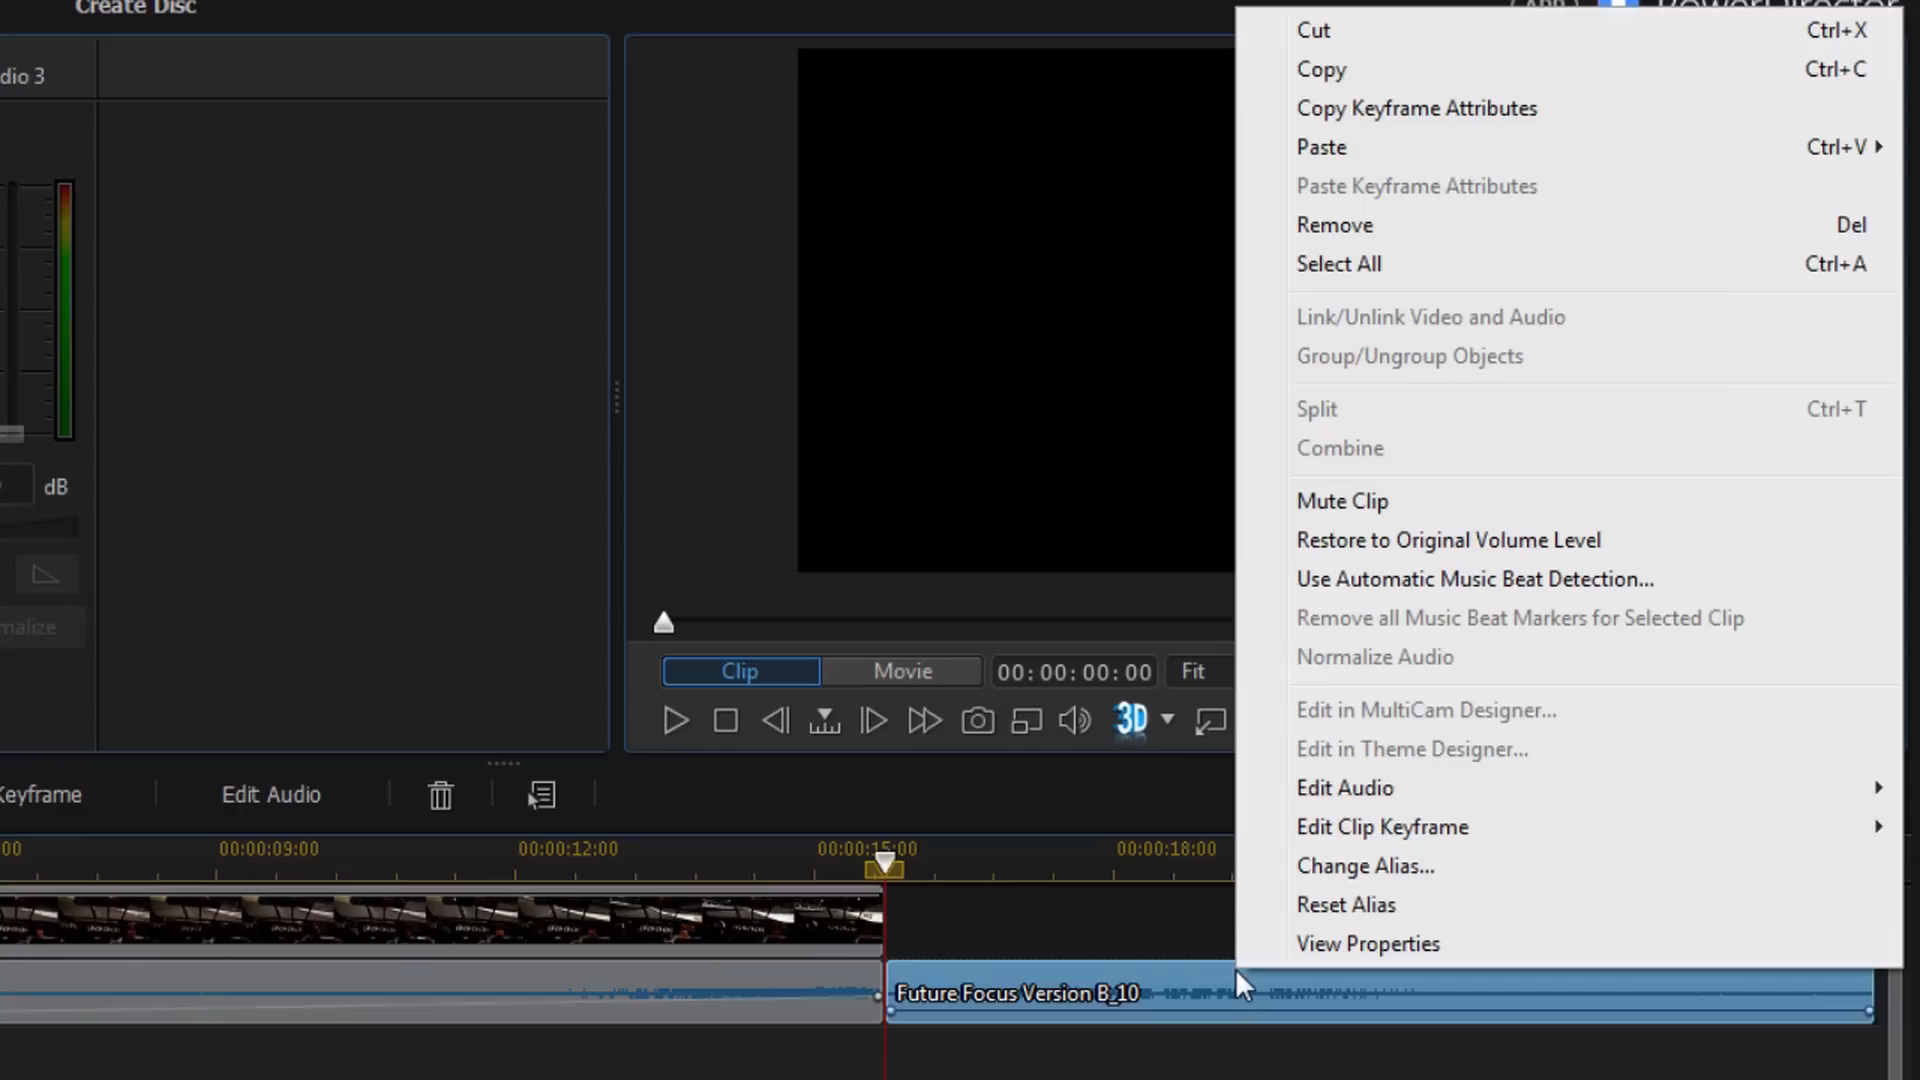 Create Disc
PowerDirector
Cut Ctrl+X
Copy Ctrl+C
Copy Keyframe Attributes
Paste Ctrl+V
Paste Keyframe Attributes
Remove Del
Select All Ctrl+A
Link/Unlink Video and Audio
Group/Ungroup Objects
Split Ctrl+T
Combine
Mute Clip
Restore to Original Volume Level
Use Automatic Music Beat Detection...
Remove all Music Beat Markers for Selected Clip
Normalize Audio
Edit in MultiCam Designer...
Edit in Theme Designer...
Edit Audio
Edit Clip Keyframe
Change Alias...
Reset Alias
View Properties
dio 3
dB
malize
Clip Movie 00:00:00:00 Fit
3D
Keyframe Edit Audio
00 00:00:09:00 00:00:12:00 00:00:15:00 00:00:18:00
Future Focus Version B_10